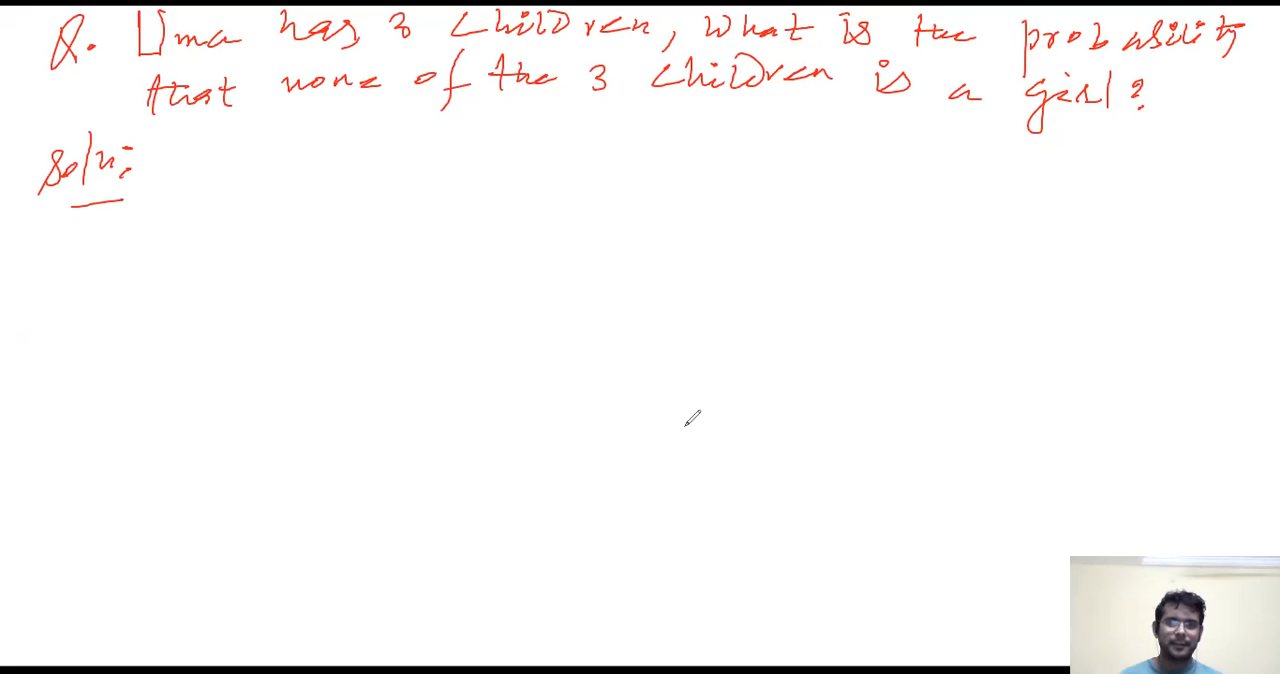 Q. Uma has 3 children, what is the probability
that none of the 3 children is a girl?
Soln: